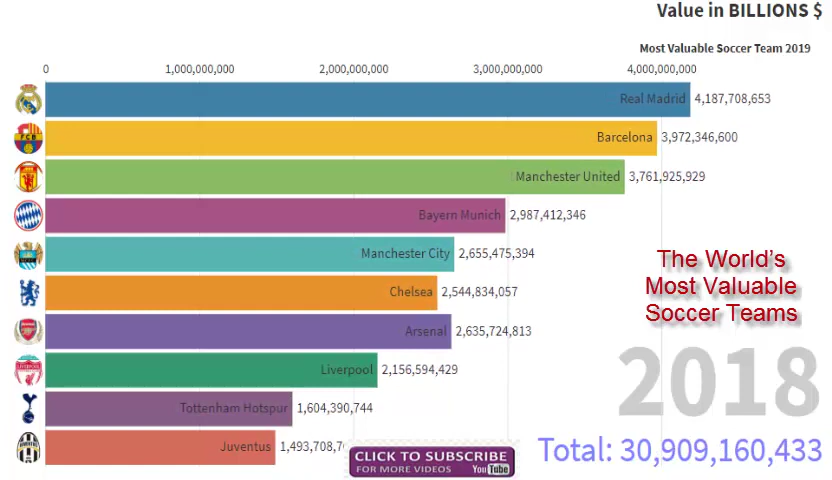 Value in BILLIONS $
Most Valuable Soccer Team 2019
0 1,000,000,000 2,000,000,000 3,000,000,000 4,000,000,000
Real Madrid 4,187,708,653
Barcelona 3,972,346,600
Manchester United 3,761,925,929
Bayern Munich 2,987,412,346
Manchester City 2,655,475,394
Chelsea 2,544,834,057
Arsenal 2,635,724,813
Liverpool 2,156,594,429
Tottenham Hotspur 1,604,390,744
Juventus 1,493,708,7
The World's
Most Valuable
Soccer Teams
2018
Total: 30,909,160,433
CLICK TO SUBSCRIBE
FOR MORE VIDEOS YouTube